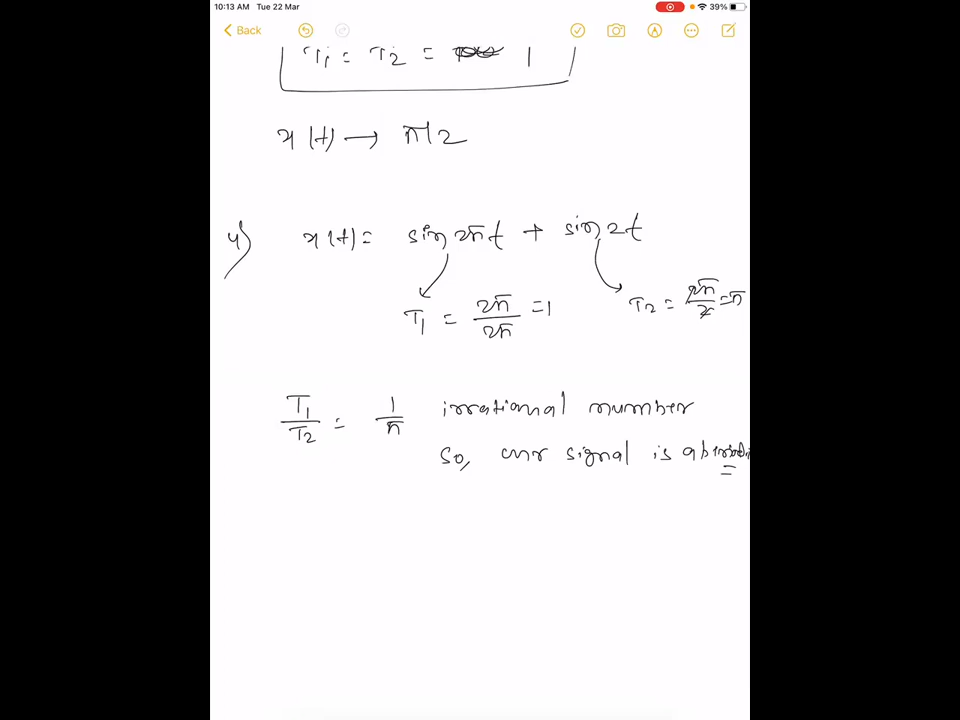 10:13 AM Tue 22 Mar
39%
Back
T1 = T2 = 1
x(t) → π/2
4) x(t) = sin 2πt + sin 2t
T1 = 2π/2π = 1
T2 = 2π/2 = π
T1/T2 = 1/π irrational number
So, our signal is aperiodi